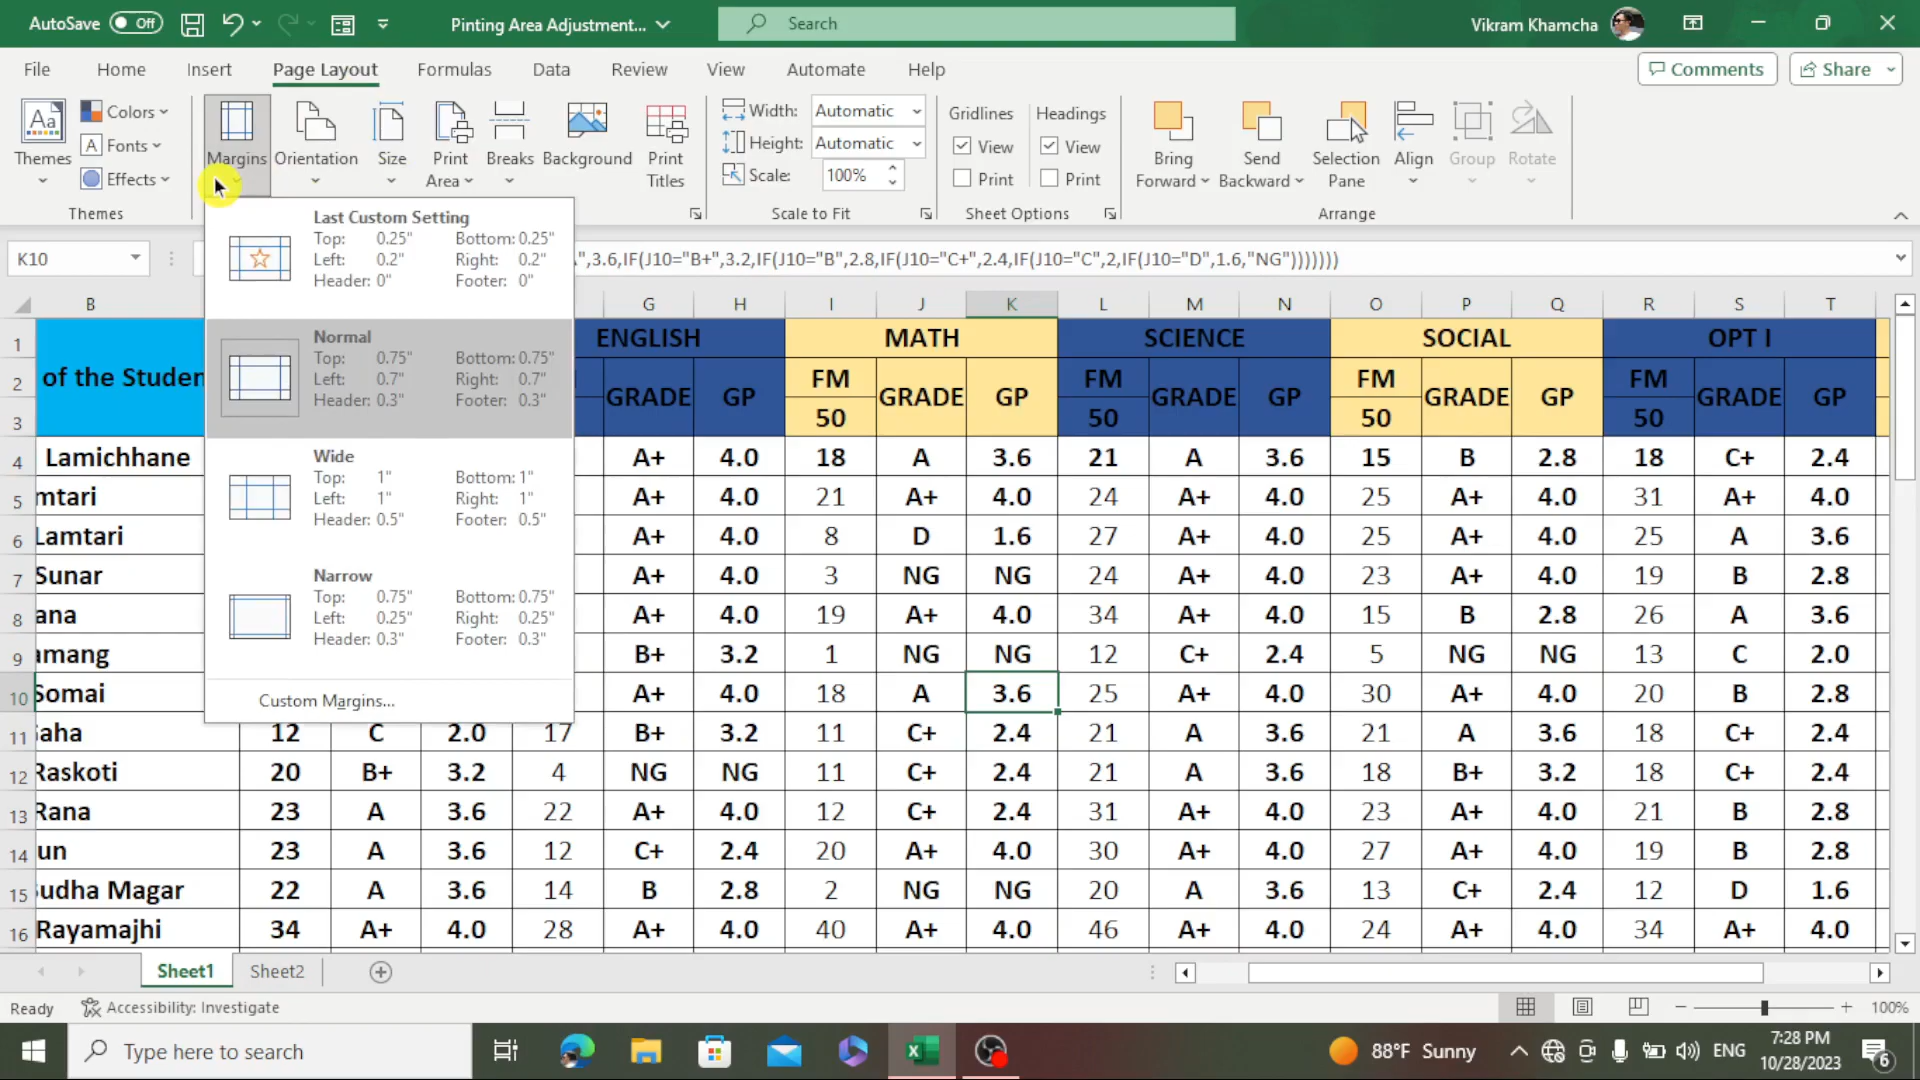 AutoSave Off Pinting Area Adjustment... Search Vikram Khamcha
File Home Insert Page Layout Formulas Data Review View Automate Help Comments Share
Themes Colors Fonts Effects Margins Orientation Size Print Area Breaks Background Print Titles
Width: Automatic Height: Automatic Scale: 100%
Gridlines View Print Headings View Print
Bring Forward Send Backward Selection Pane Align Group Rotate
Themes Scale to Fit Sheet Options Arrange
K10 ",3.6,IF(J10="B+",3.2,IF(J10="B",2.8,IF(J10="C+",2.4,IF(J10="C",2,IF(J10="D",1.6,"NG")))))))
Last Custom Setting
Top: 0.25" Bottom: 0.25"
Left: 0.2" Right: 0.2"
Header: 0" Footer: 0"
Normal
Top: 0.75" Bottom: 0.75"
Left: 0.7" Right: 0.7"
Header: 0.3" Footer: 0.3"
Wide
Top: 1" Bottom: 1"
Left: 1" Right: 1"
Header: 0.5" Footer: 0.5"
Narrow
Top: 0.75" Bottom: 0.75"
Left: 0.25" Right: 0.25"
Header: 0.3" Footer: 0.3"
Custom Margins...
B G H I J K L M N O P Q R S T
1 ENGLISH MATH SCIENCE SOCIAL OPT I
2 of the Studen GRADE GP FM GRADE GP FM GRADE GP FM GRADE GP FM GRADE GP
3 50 50 50 50
4 Lamichhane A+ 4.0 18 A 3.6 21 A 3.6 15 B 2.8 18 C+ 2.4
5 mtari A+ 4.0 21 A+ 4.0 24 A+ 4.0 25 A+ 4.0 31 A+ 4.0
6 Lamtari A+ 4.0 8 D 1.6 27 A+ 4.0 25 A+ 4.0 25 A 3.6
7 Sunar A+ 4.0 3 NG NG 24 A+ 4.0 23 A+ 4.0 19 B 2.8
8 ana A+ 4.0 19 A+ 4.0 34 A+ 4.0 15 B 2.8 26 A 3.6
9 amang B+ 3.2 1 NG NG 12 C+ 2.4 5 NG NG 13 C 2.0
10 Somai A+ 4.0 18 A 3.6 25 A+ 4.0 30 A+ 4.0 20 B 2.8
11 aha 12 C 2.0 17 B+ 3.2 11 C+ 2.4 21 A 3.6 21 A 3.6 18 C+ 2.4
12 Raskoti 20 B+ 3.2 4 NG NG 11 C+ 2.4 21 A 3.6 18 B+ 3.2 18 C+ 2.4
13 Rana 23 A 3.6 22 A+ 4.0 12 C+ 2.4 31 A+ 4.0 23 A+ 4.0 21 B 2.8
14 un 23 A 3.6 12 C+ 2.4 20 A+ 4.0 30 A+ 4.0 27 A+ 4.0 19 B 2.8
15 udha Magar 22 A 3.6 14 B 2.8 2 NG NG 20 A 3.6 13 C+ 2.4 12 D 1.6
16 Rayamajhi 34 A+ 4.0 28 A+ 4.0 40 A+ 4.0 46 A+ 4.0 24 A+ 4.0 34 A+ 4.0
Sheet1 Sheet2
Ready Accessibility: Investigate 100%
Type here to search 88°F Sunny ENG 7:28 PM
10/28/2023 6